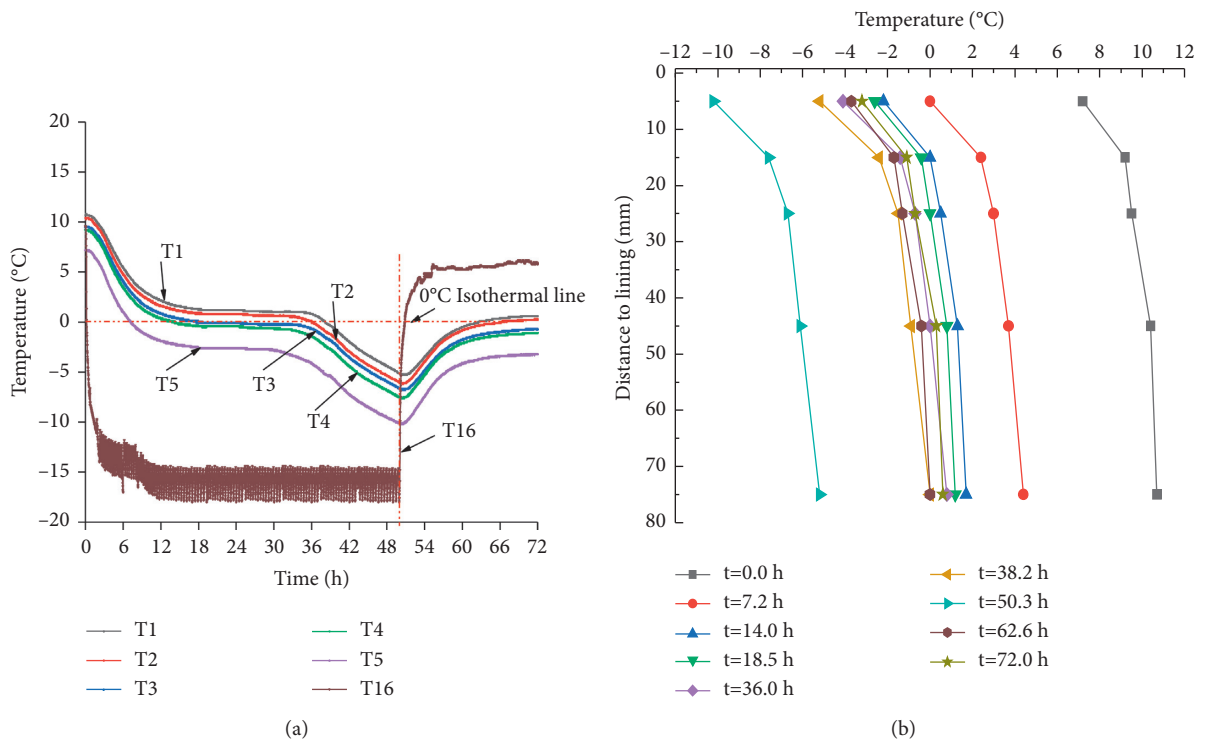 (a)
20
15
10
5
0
–5
–10
–15
–20
Temperature (°C)
0 6 12 18 24 30 36 42 48 54 60 66 72
Time (h)
T1
T2
0°C Isothermal line
T5
T3
T4
T16
T1
T2
T3
T4
T5
T16
(a)
(b)
Temperature (°C)
–12 –10 –8 –6 –4 –2 0 2 4 6 8 10 12
0
10
20
30
40
50
60
70
80
Distance to lining (mm)
t=0.0 h
t=7.2 h
t=14.0 h
t=18.5 h
t=36.0 h
t=38.2 h
t=50.3 h
t=62.6 h
t=72.0 h
(b)